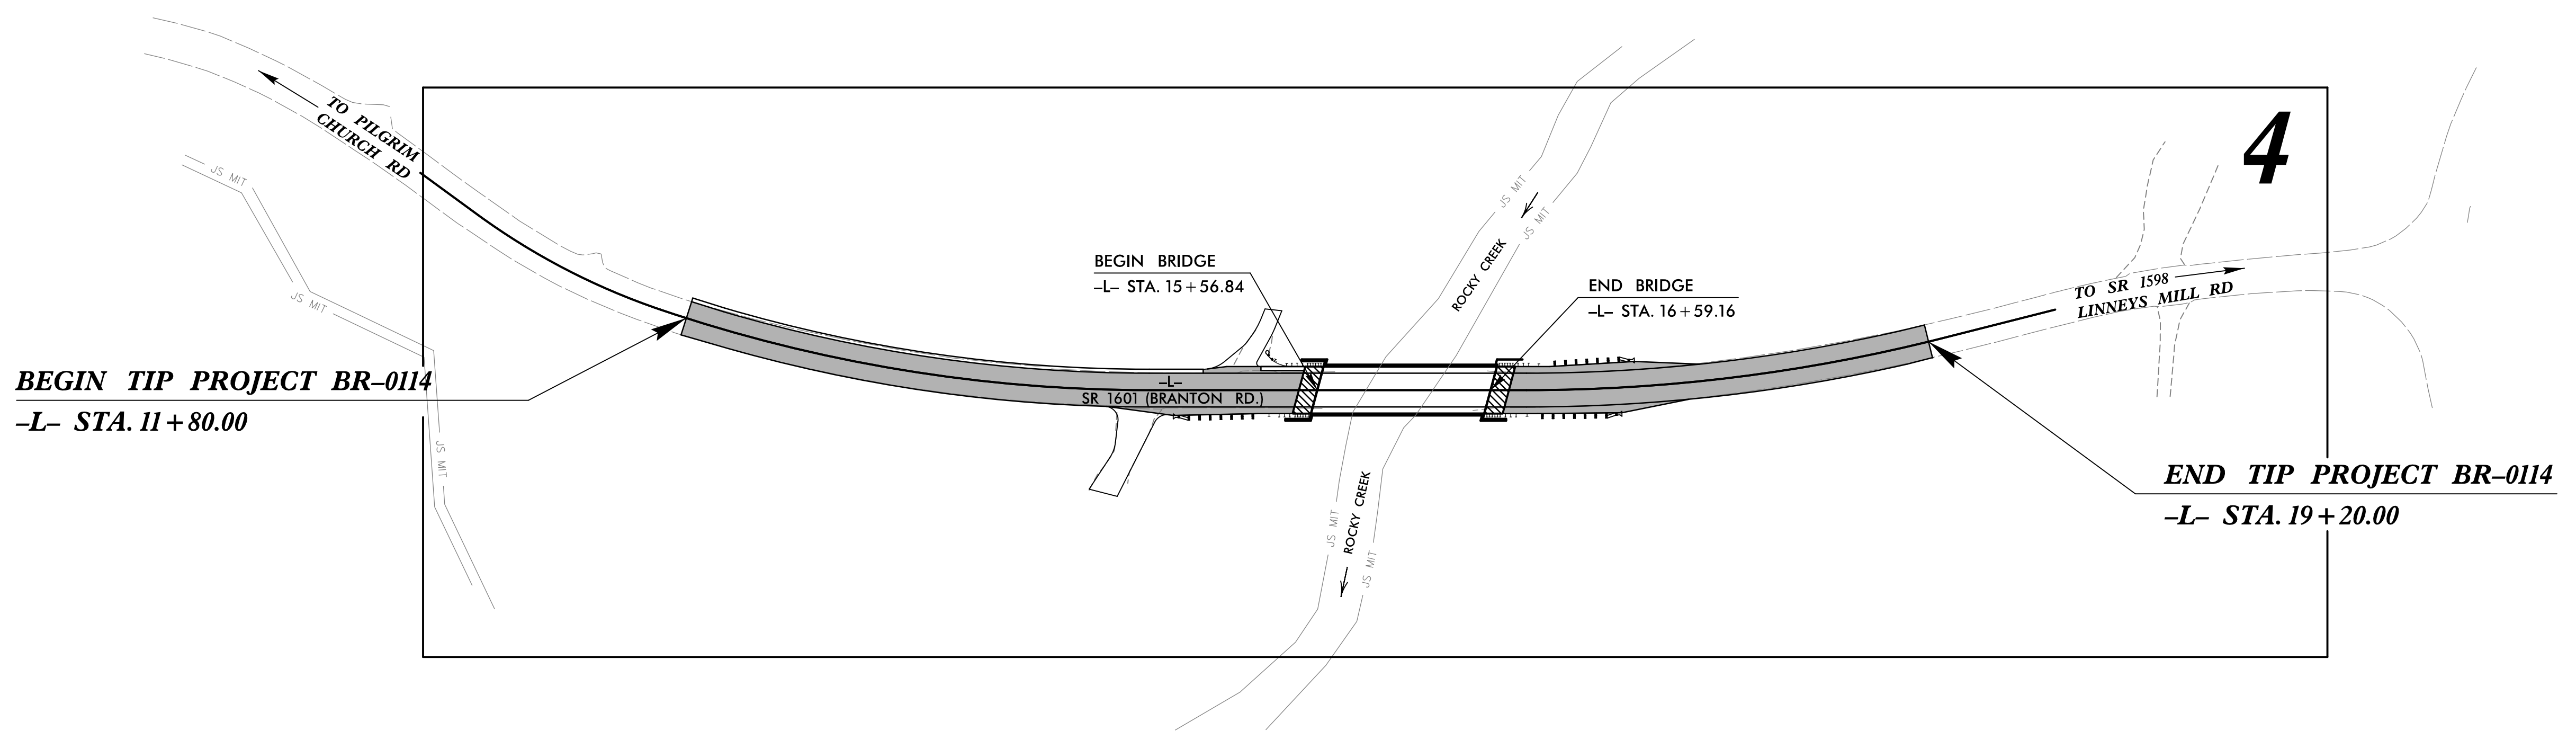 4
TO PILGRIM
CHURCH RD
JS MIT
JS MIT
JS MIT
JS MIT
ROCKY CREEK
BEGIN BRIDGE
–L– STA. 15+56.84
END BRIDGE
–L– STA. 16+59.16
TO SR 1598
LINNEYS MILL RD
BEGIN TIP PROJECT BR–0114
–L– STA. 11+80.00
–L–
SR 1601 (BRANTON RD.)
JS MIT
END TIP PROJECT BR–0114
–L– STA. 19+20.00
JS MIT
ROCKY CREEK
JS MIT